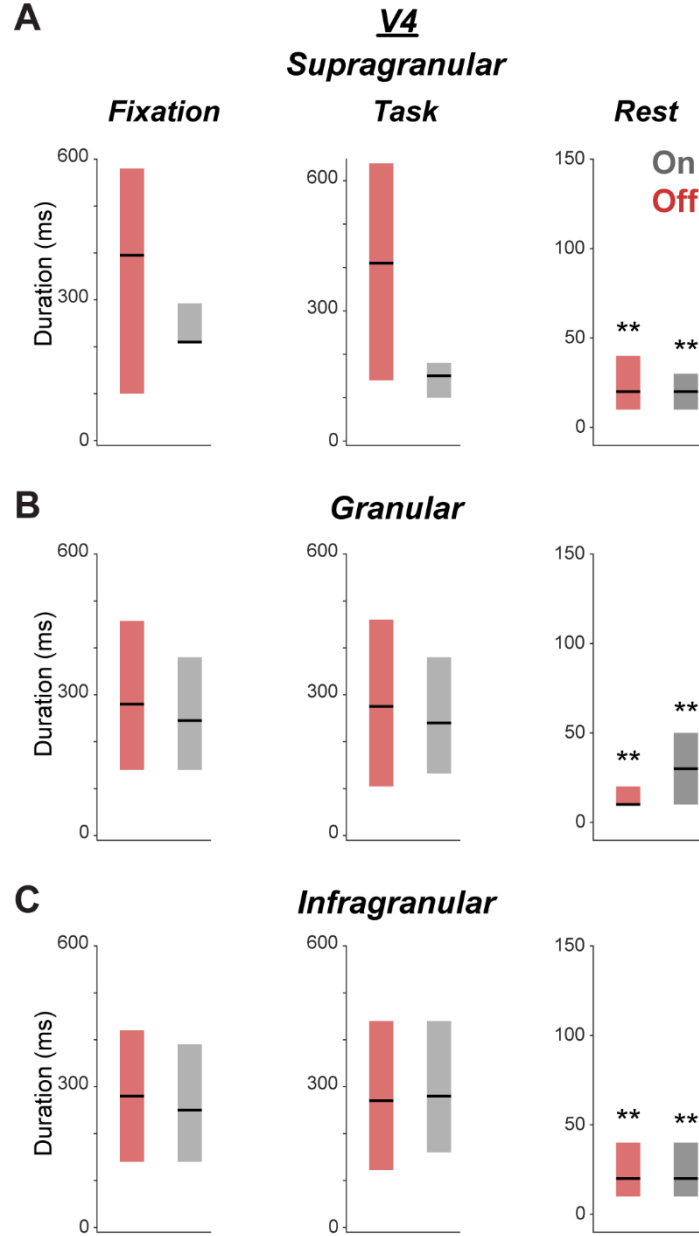 A
V4
Supragranular
Fixation Task Rest
600 600 150
On
Off
Duration (ms)
100
300 300
50
** **
0 0 0
B
Granular
600 600 150
Duration (ms)
100
300 300
50
** **
0 0 0
C
Infragranular
600 600 150
Duration (ms)
100
300 300
50
** **
0 0 0